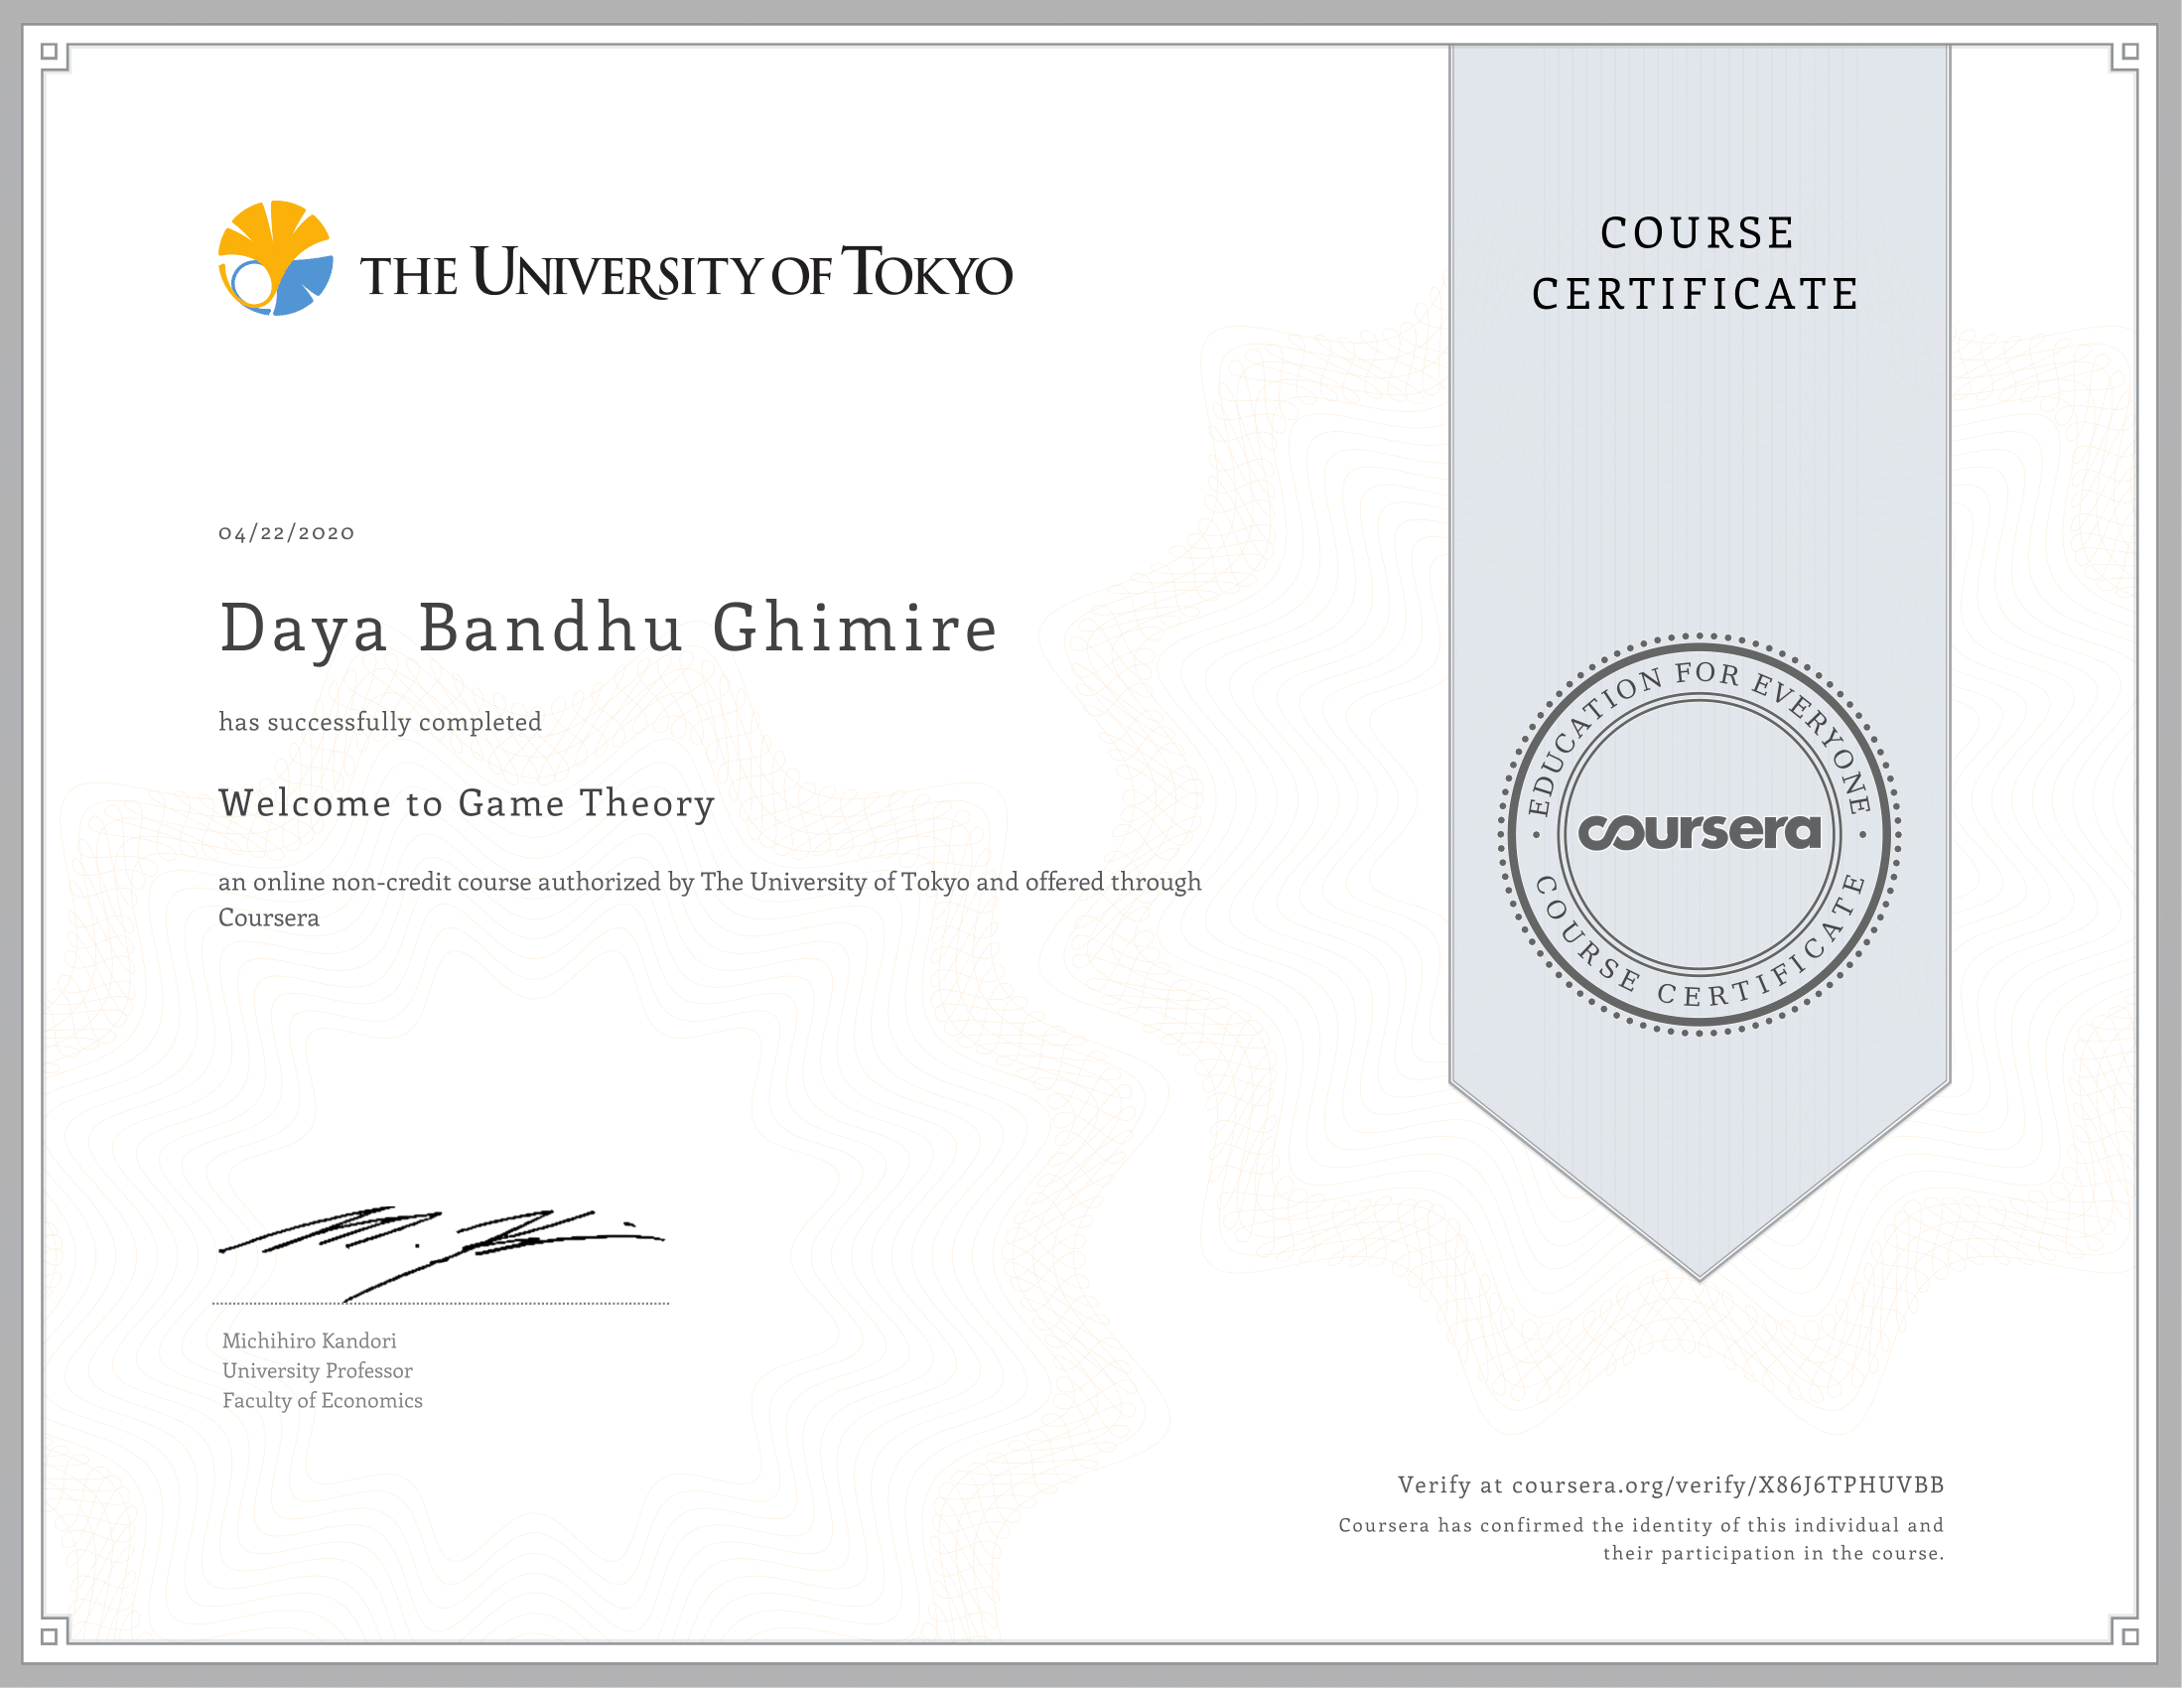 THE UNIVERSITY OF TOKYO
COURSE
CERTIFICATE
04/22/2020
Daya Bandhu Ghimire
has successfully completed
Welcome to Game Theory
an online non-credit course authorized by The University of Tokyo and offered through
Coursera
EDUCATION FOR EVERYONE
coursera
COURSE CERTIFICATE
Michihiro Kandori
University Professor
Faculty of Economics
Verify at coursera.org/verify/X86J6TPHUVBB
Coursera has confirmed the identity of this individual and
their participation in the course.